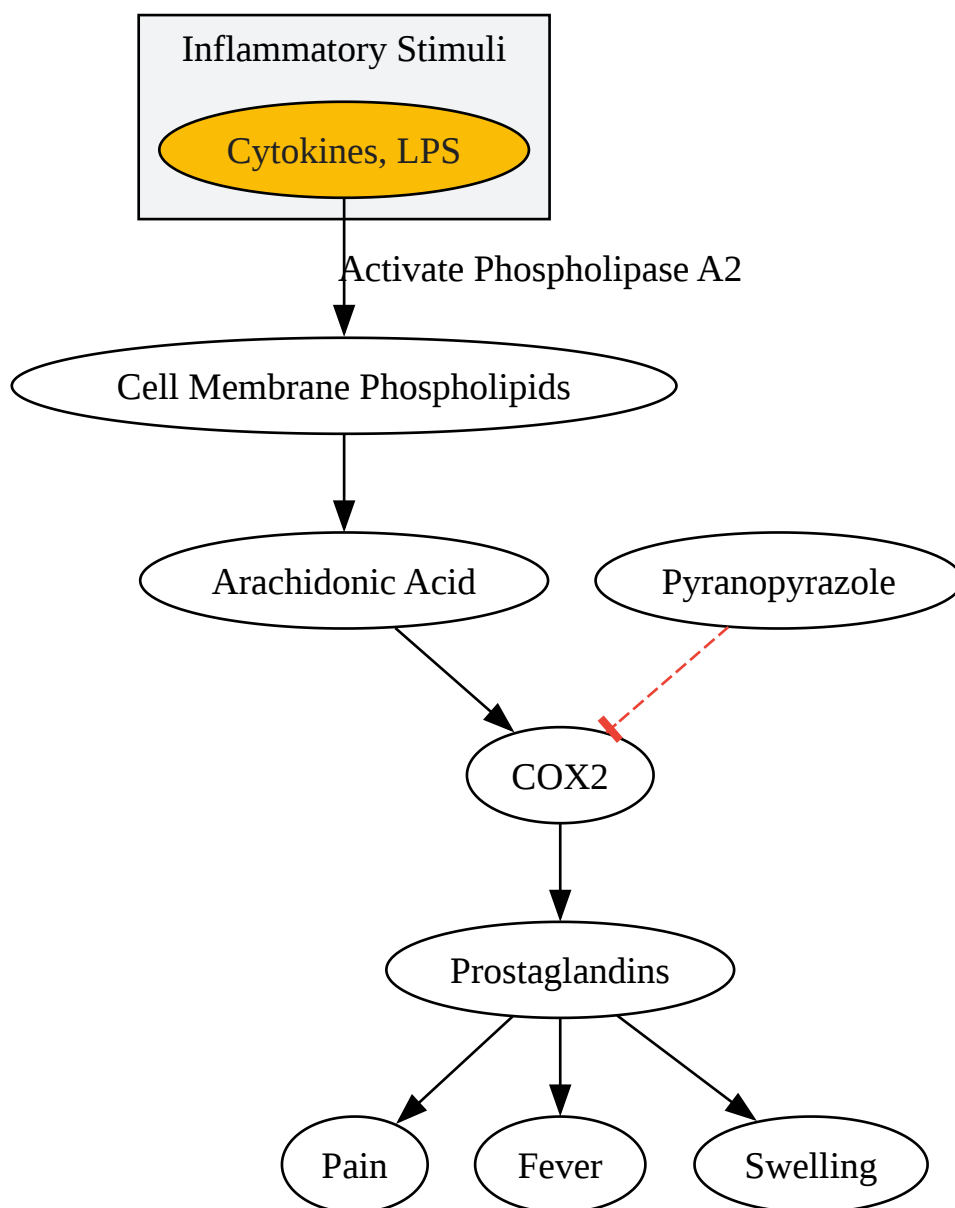 Inflammatory Stimuli
Cytokines, LPS
Activate Phospholipase A2
Cell Membrane Phospholipids
Arachidonic Acid
Pyranopyrazole
COX2
Prostaglandins
Pain
Fever
Swelling